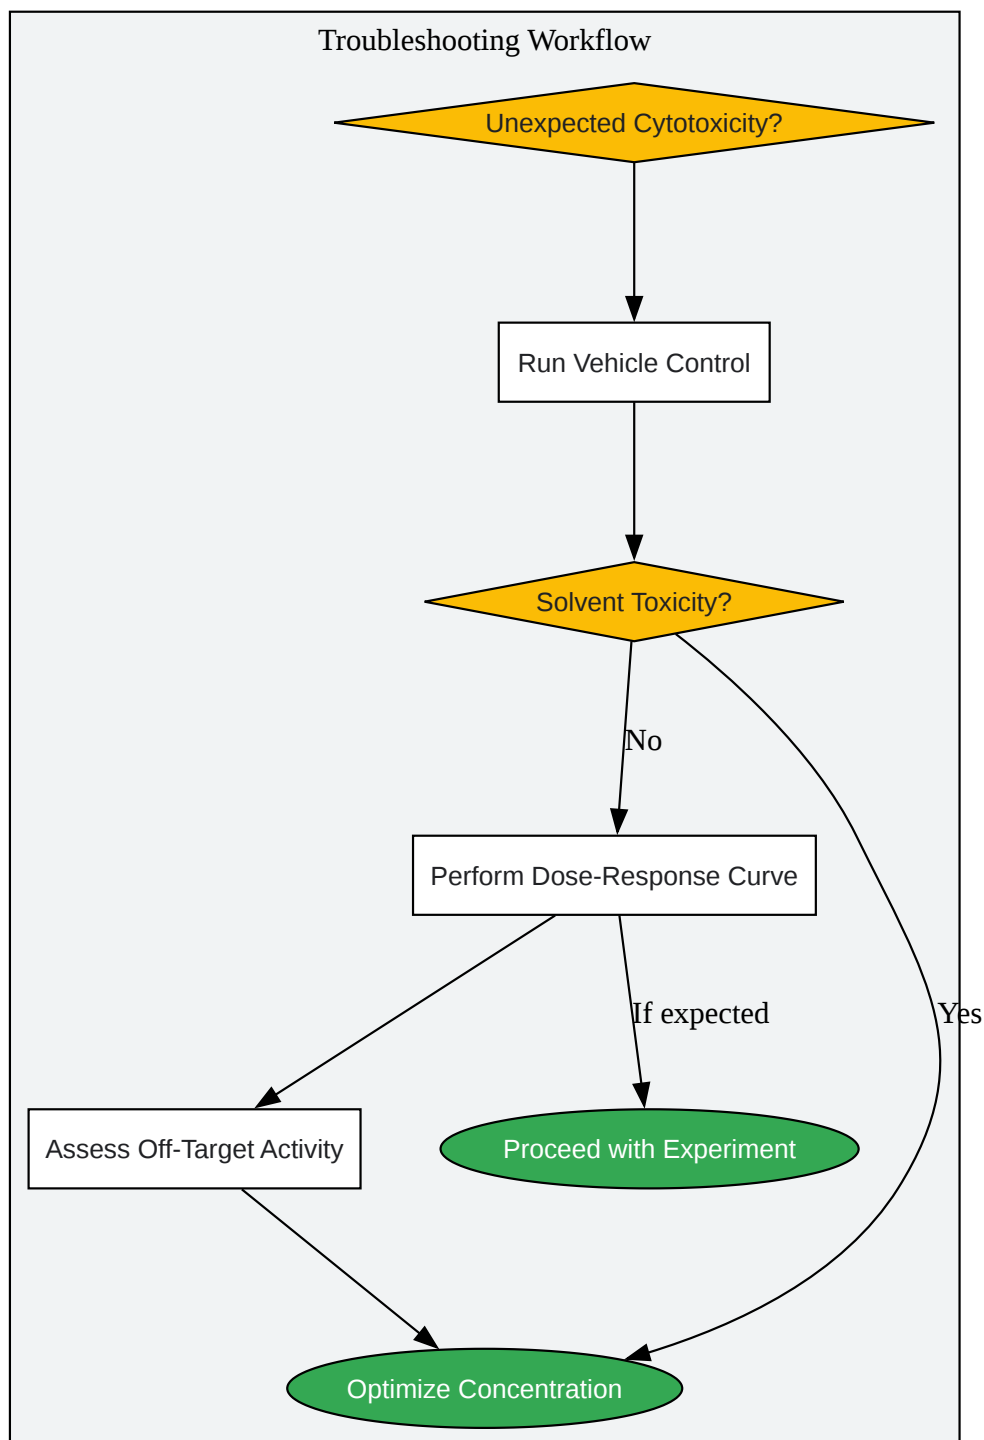 Troubleshooting Workflow
Unexpected Cytotoxicity?
Run Vehicle Control
Solvent Toxicity?
No
Perform Dose-Response Curve
If expected
Yes
Assess Off-Target Activity
Proceed with Experiment
Optimize Concentration